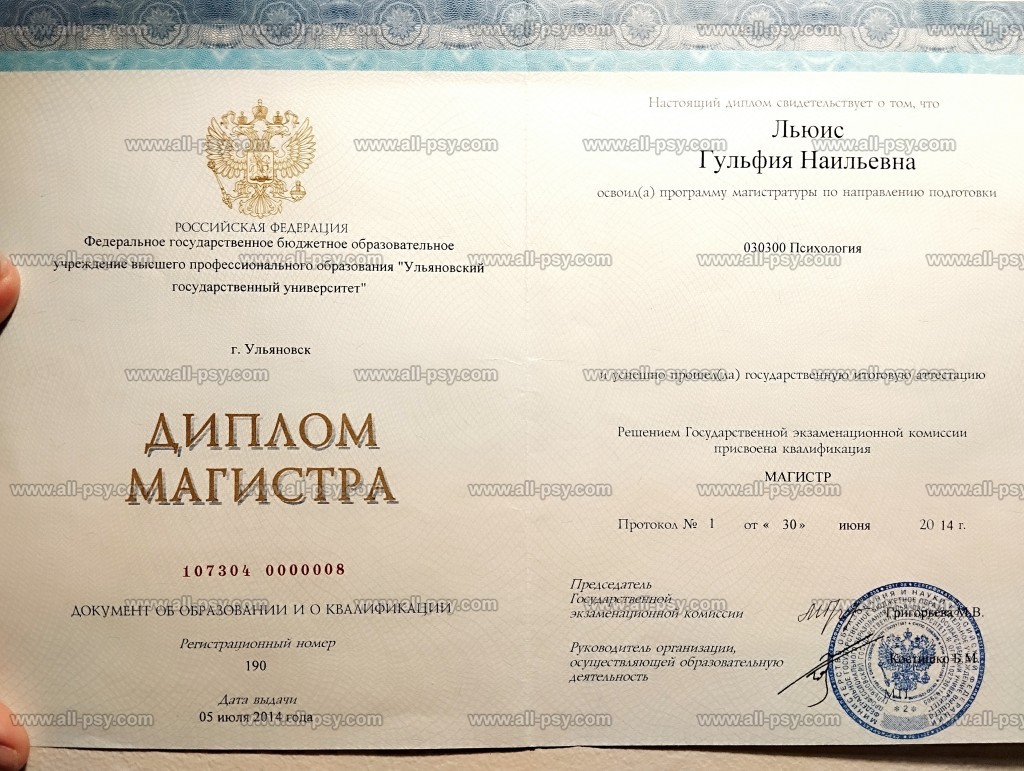 www.all-psy.com
РОССИЙСКАЯ ФЕДЕРАЦИЯ
Федеральное государственное бюджетное образовательное
учреждение высшего профессионального образования "Ульяновский
государственный университет"
г. Ульяновск
ДИПЛОМ
МАГИСТРА
107304 0000008
ДОКУМЕНТ ОБ ОБРАЗОВАНИИ И О КВАЛИФИКАЦИИ
Регистрационный номер
190
Дата выдачи
05 июля 2014 года
Настоящий диплом свидетельствует о том, что
Льюис
Гульфия Наильевна
освоил(а) программу магистратуры по направлению подготовки
030300 Психология
и успешно прошел(ла) государственную итоговую аттестацию
Решением Государственной экзаменационной комиссии
присвоена квалификация
МАГИСТР
Протокол № 1 от « 30» июня 20 14 г.
Председатель
Государственной
экзаменационной комиссии
Григорьева М.В.
Руководитель организации,
осуществляющей образовательную
деятельность
Костишко Б.М.
М.П.